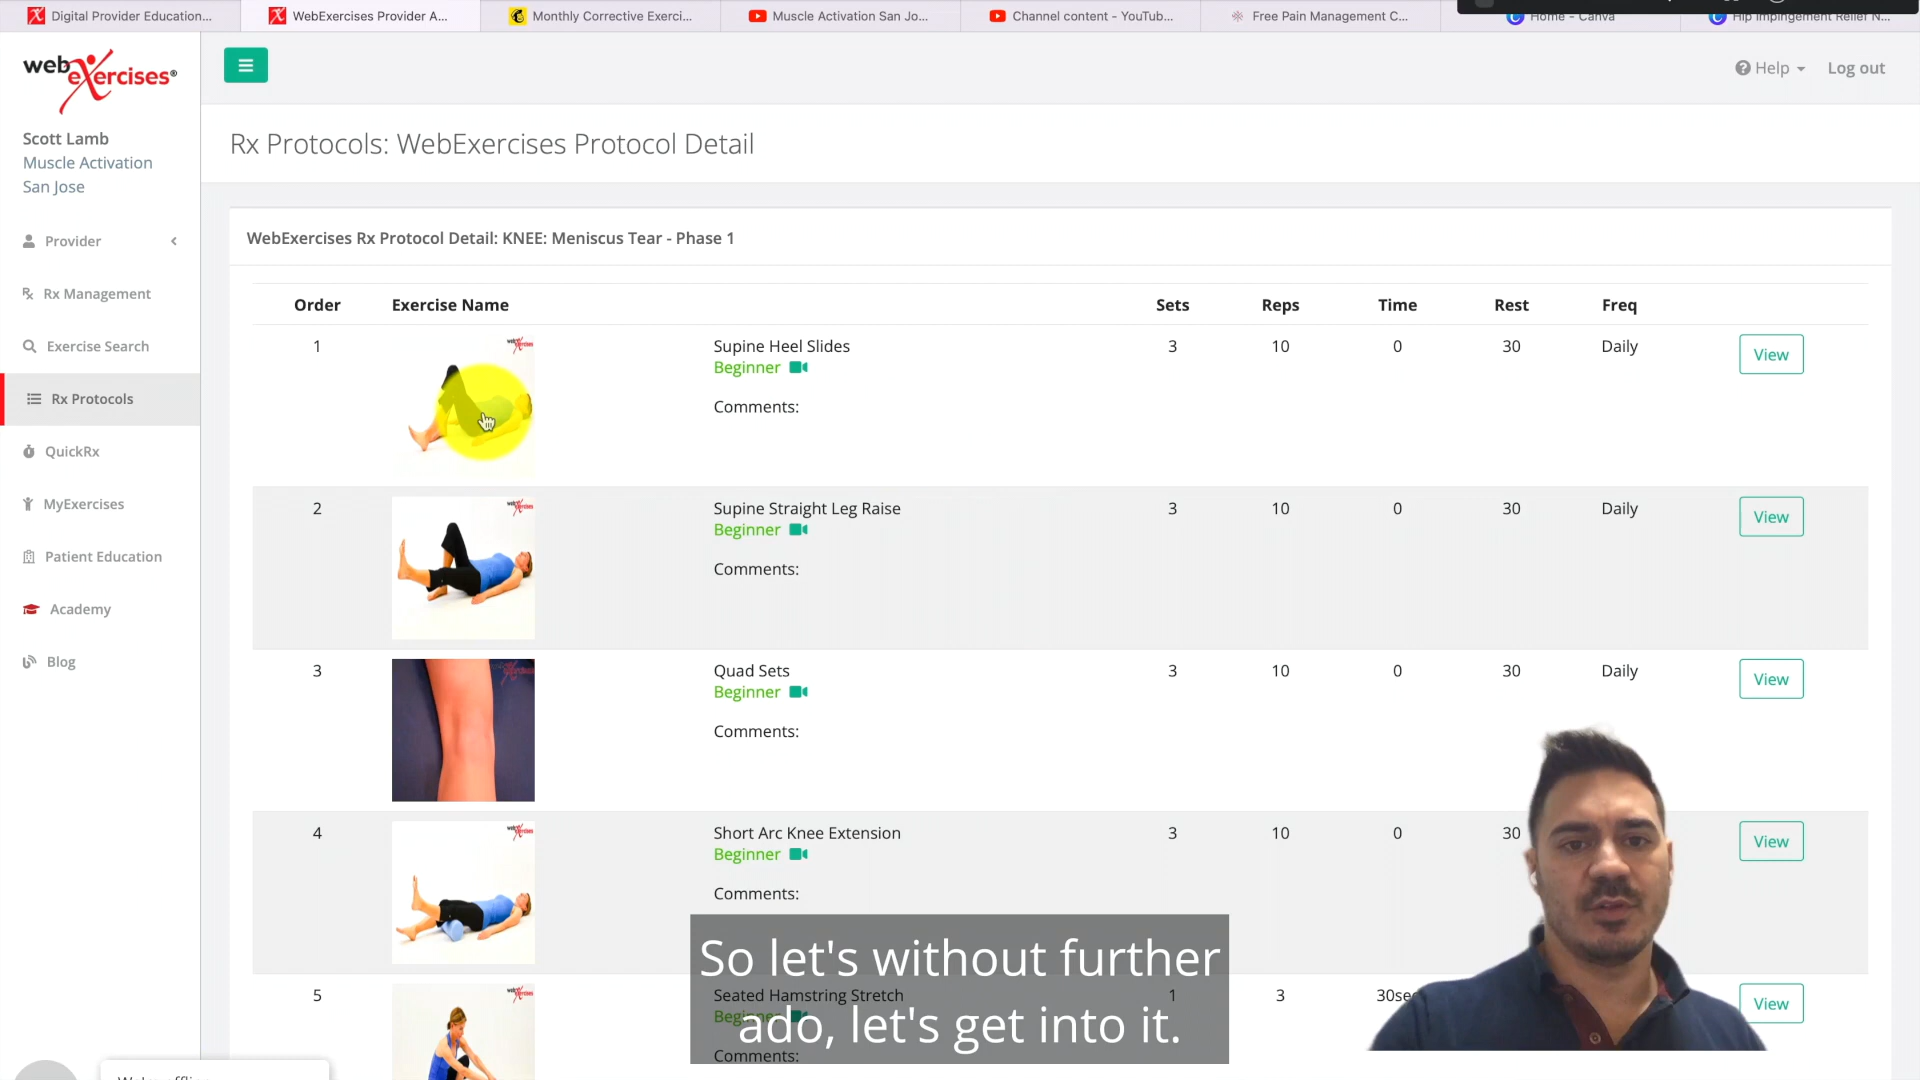 Digital Provider Education...
WebExercises Provider A...
Monthly Corrective Exerci...
Muscle Activation San Jo...
Channel content - YouTub...
Free Pain Management C...
Home - Canva
Hip Impingement Relief N...
webexercises®
Help
Log out
Scott Lamb
Muscle Activation
San Jose
Provider
Rx Management
Exercise Search
Rx Protocols
QuickRx
MyExercises
Patient Education
Academy
Blog
Rx Protocols: WebExercises Protocol Detail
WebExercises Rx Protocol Detail: KNEE: Meniscus Tear - Phase 1
Order Exercise Name Sets Reps Time Rest Freq
1 Supine Heel Slides 3 10 0 30 Daily View
Beginner
Comments:
2 Supine Straight Leg Raise 3 10 0 30 Daily View
Beginner
Comments:
3 Quad Sets 3 10 0 30 Daily View
Beginner
Comments:
4 Short Arc Knee Extension 3 10 0 30 View
Beginner
Comments:
5 Seated Hamstring Stretch 1 3 30sec View
Beginner
Comments:
So let's without further
ado, let's get into it.